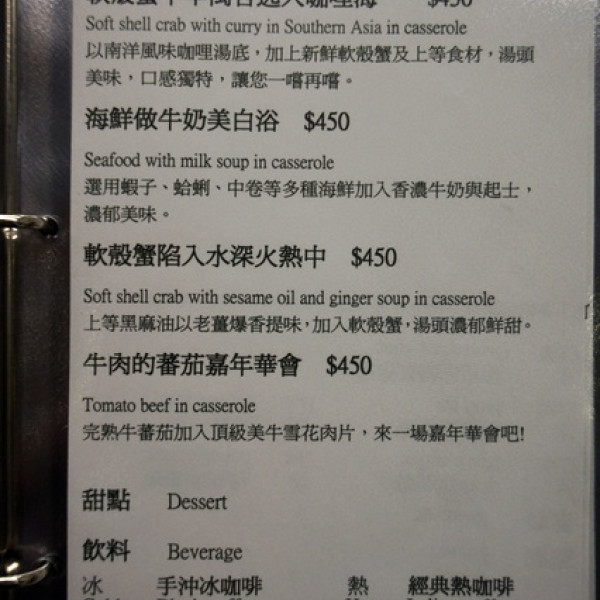 $450
Soft shell crab with curry in Southern Asia in casserole
以南洋風味咖哩湯底，加上新鮮軟殼蟹及上等食材，湯頭
美味，口感獨特，讓您一嚐再嚐。
海鮮做牛奶美白浴 $450
Seafood with milk soup in casserole
選用蝦子、蛤蜊、中卷等多種海鮮加入香濃牛奶與起士，
濃郁美味。
軟殼蟹陷入水深火熱中 $450
Soft shell crab with sesame oil and ginger soup in casserole
上等黑麻油以老薑爆香提味，加入軟殼蟹，湯頭濃郁鮮甜。
牛肉的蕃茄嘉年華會 $450
Tomato beef in casserole
完熟牛蕃茄加入頂級美牛雪花肉片，來一場嘉年華會吧!
甜點 Dessert
飲料 Beverage
冰 手沖冰咖啡 熱 經典熱咖啡